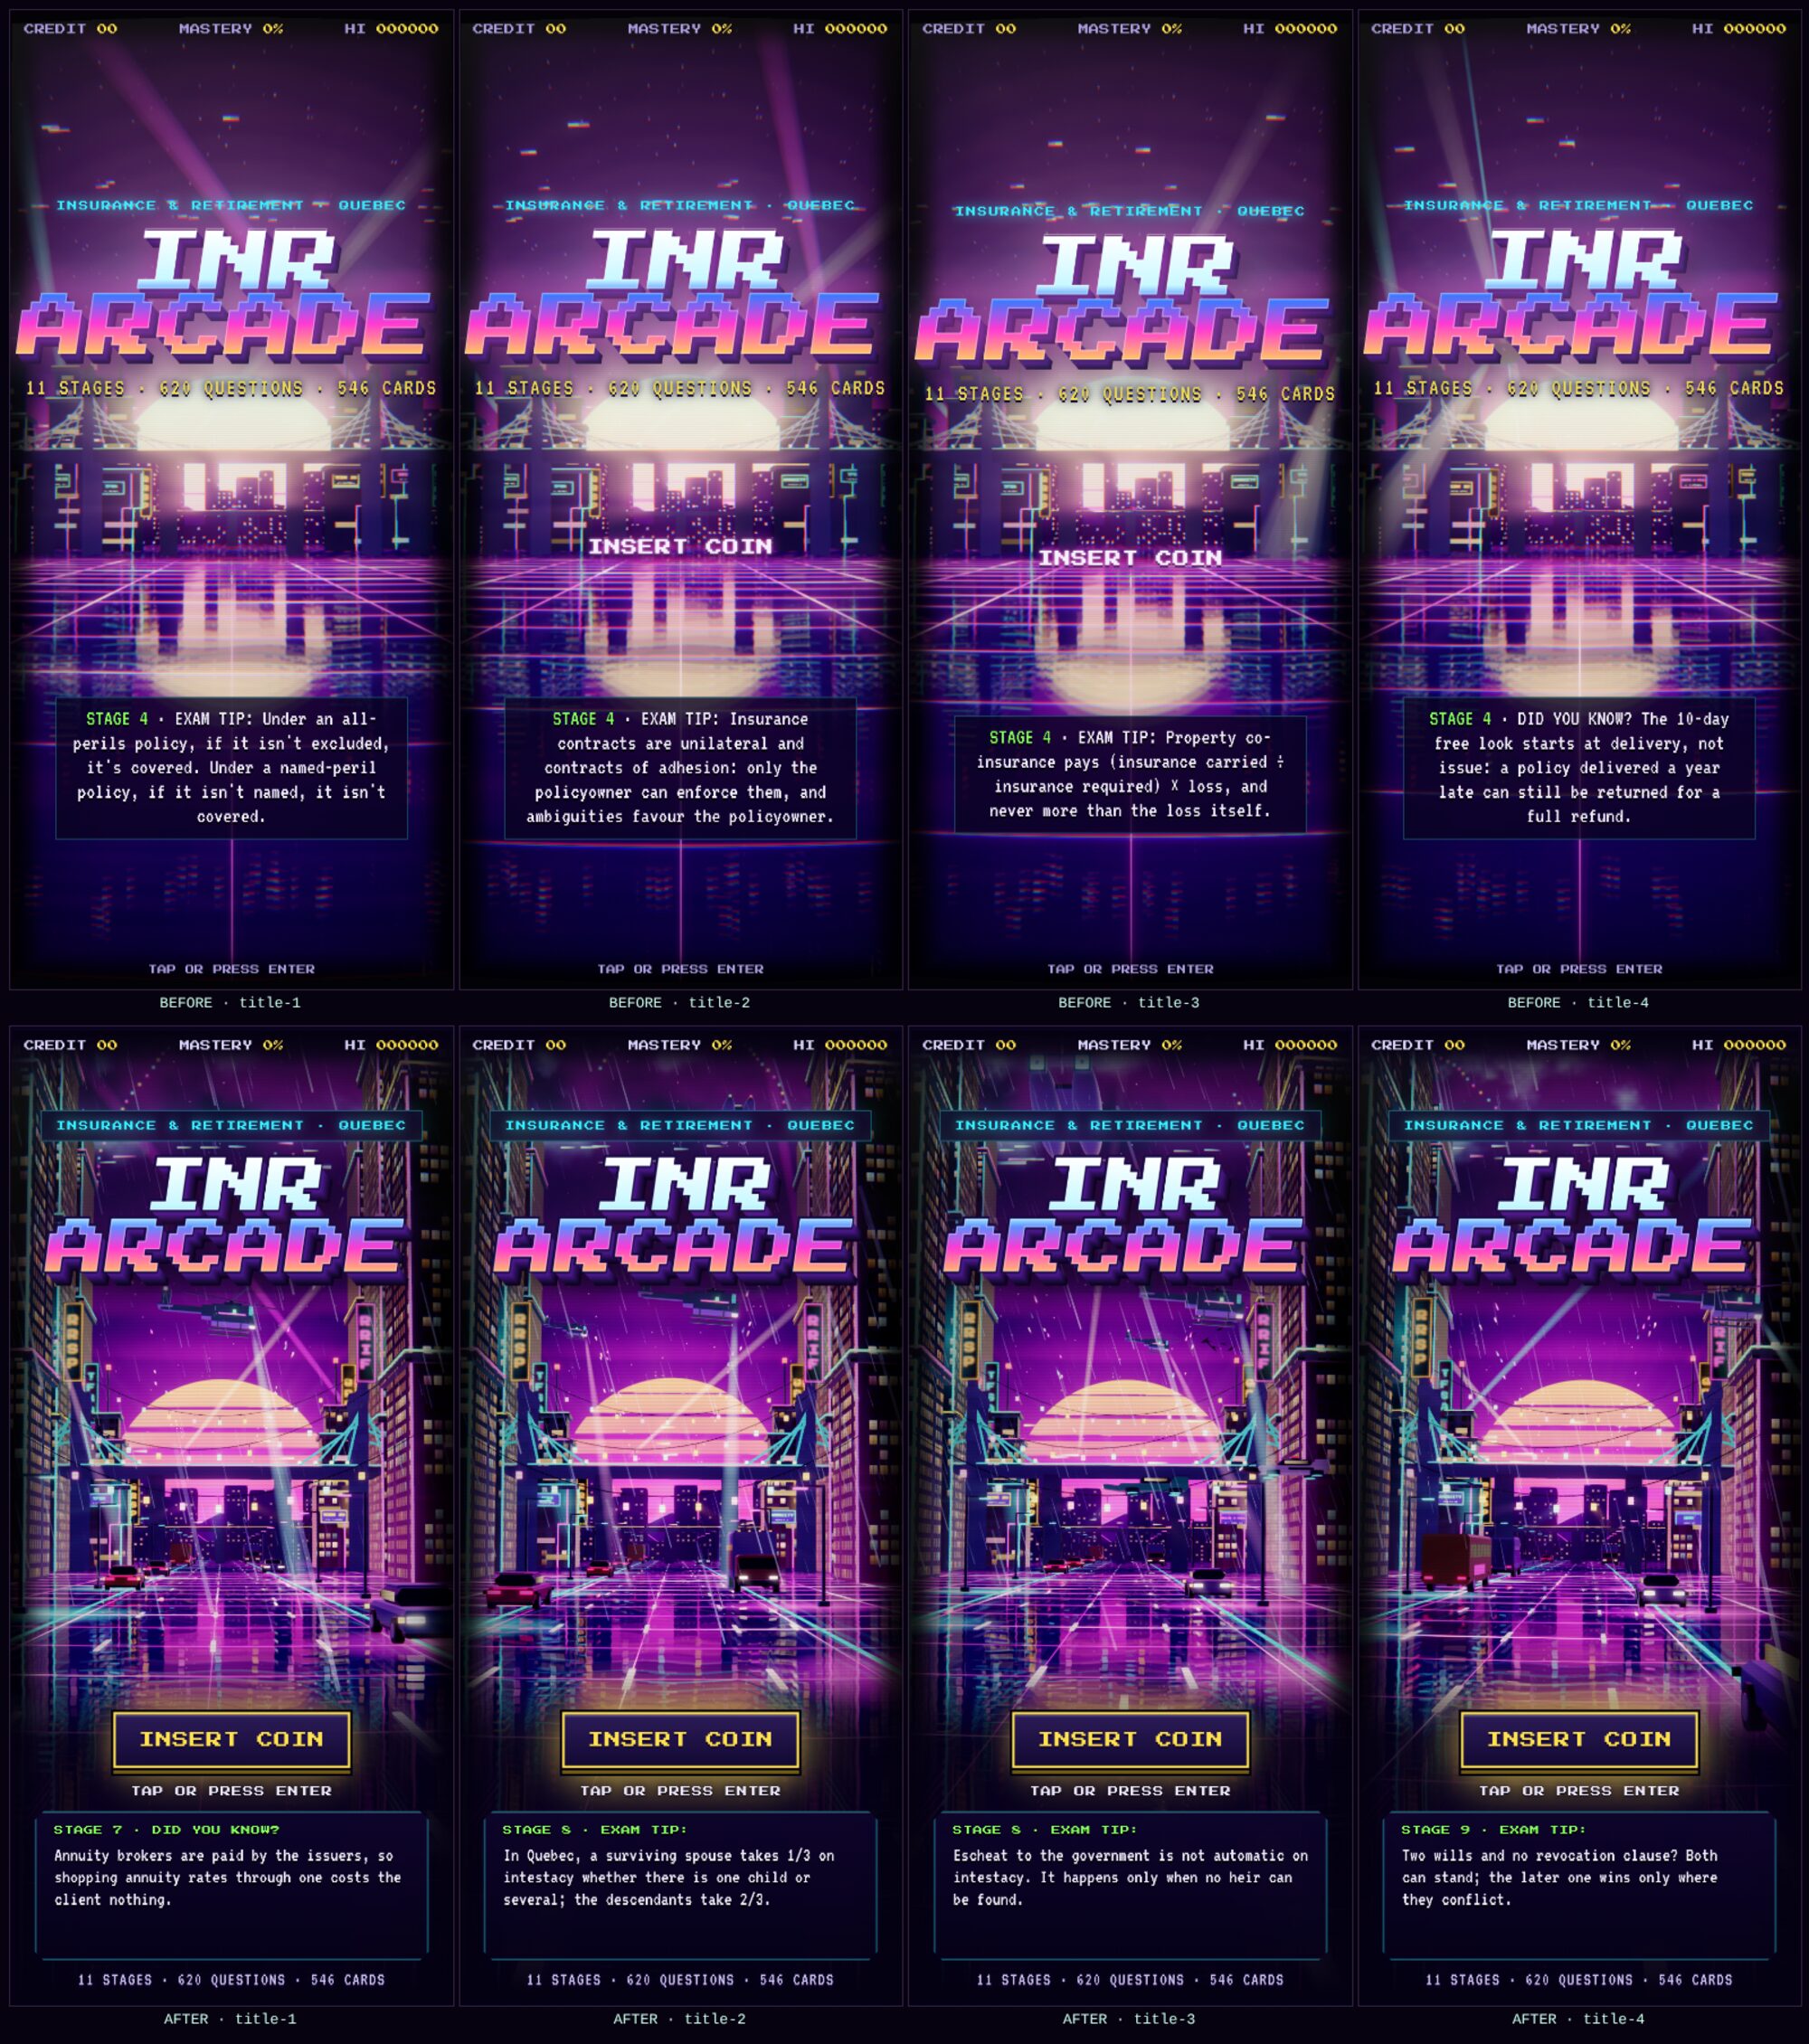 CREDIT 00 MASTERY 0% HI 000000
INSURANCE & RETIREMENT · QUEBEC
INR
ARCADE
11 STAGES · 620 QUESTIONS · 546 CARDS
STAGE 4 · EXAM TIP: Under an all-
perils policy, if it isn't excluded,
it's covered. Under a named-peril
policy, if it isn't named, it isn't
covered.
TAP OR PRESS ENTER
BEFORE · title-1
CREDIT 00 MASTERY 0% HI 000000
INSURANCE & RETIREMENT · QUEBEC
INR
ARCADE
11 STAGES · 620 QUESTIONS · 546 CARDS
INSERT COIN
STAGE 4 · EXAM TIP: Insurance
contracts are unilateral and
contracts of adhesion: only the
policyowner can enforce them, and
ambiguities favour the policyowner.
TAP OR PRESS ENTER
BEFORE · title-2
CREDIT 00 MASTERY 0% HI 000000
INSURANCE & RETIREMENT · QUEBEC
INR
ARCADE
11 STAGES · 620 QUESTIONS · 546 CARDS
INSERT COIN
STAGE 4 · EXAM TIP: Property co-
insurance pays (insurance carried ÷
insurance required) × loss, and
never more than the loss itself.
TAP OR PRESS ENTER
BEFORE · title-3
CREDIT 00 MASTERY 0% HI 000000
INSURANCE & RETIREMENT · QUEBEC
INR
ARCADE
11 STAGES · 620 QUESTIONS · 546 CARDS
STAGE 4 · DID YOU KNOW? The 10-day
free look starts at delivery, not
issue: a policy delivered a year
late can still be returned for a
full refund.
TAP OR PRESS ENTER
BEFORE · title-4
CREDIT 00 MASTERY 0% HI 000000
INSURANCE & RETIREMENT · QUEBEC
INR
ARCADE
RRSP
RRIF
INSERT COIN
TAP OR PRESS ENTER
STAGE 7 · DID YOU KNOW?
Annuity brokers are paid by the issuers, so
shopping annuity rates through one costs the
client nothing.
11 STAGES · 620 QUESTIONS · 546 CARDS
AFTER · title-1
CREDIT 00 MASTERY 0% HI 000000
INSURANCE & RETIREMENT · QUEBEC
INR
ARCADE
RRSP
RRIF
INSERT COIN
TAP OR PRESS ENTER
STAGE 8 · EXAM TIP:
In Quebec, a surviving spouse takes 1/3 on
intestacy whether there is one child or
several; the descendants take 2/3.
11 STAGES · 620 QUESTIONS · 546 CARDS
AFTER · title-2
CREDIT 00 MASTERY 0% HI 000000
INSURANCE & RETIREMENT · QUEBEC
INR
ARCADE
RRSP
RRIF
INSERT COIN
TAP OR PRESS ENTER
STAGE 8 · EXAM TIP:
Escheat to the government is not automatic on
intestacy. It happens only when no heir can
be found.
11 STAGES · 620 QUESTIONS · 546 CARDS
AFTER · title-3
CREDIT 00 MASTERY 0% HI 000000
INSURANCE & RETIREMENT · QUEBEC
INR
ARCADE
RRSP
RRIF
INSERT COIN
TAP OR PRESS ENTER
STAGE 9 · EXAM TIP:
Two wills and no revocation clause? Both
can stand; the later one wins only where
they conflict.
11 STAGES · 620 QUESTIONS · 546 CARDS
AFTER · title-4